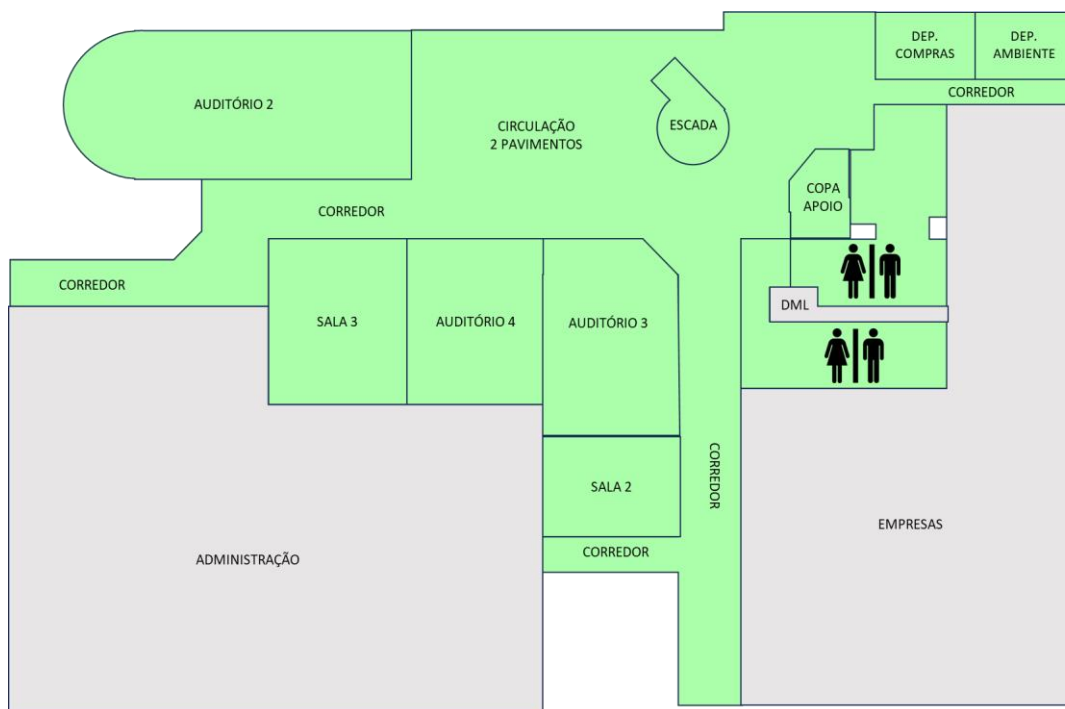 DEP.
COMPRAS
DEP.
AMBIENTE
CORREDOR
AUDITÓRIO 2
CIRCULAÇÃO
2 PAVIMENTOS
ESCADA
COPA
APOIO
CORREDOR
CORREDOR
SALA 3
AUDITÓRIO 4
AUDITÓRIO 3
DML
CORREDOR
SALA 2
CORREDOR
ADMINISTRAÇÃO
EMPRESAS